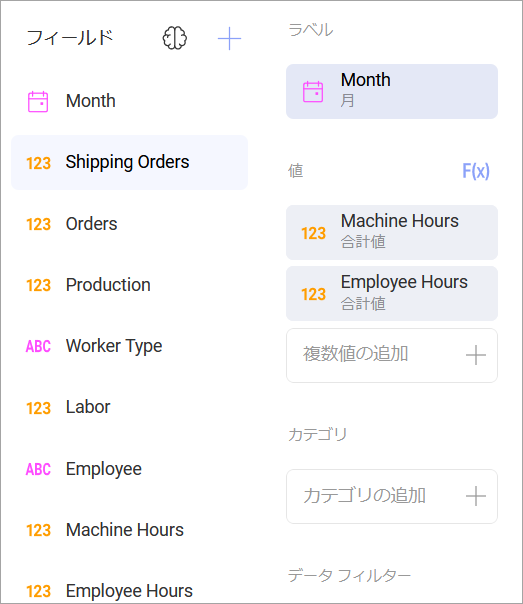 フィールド
Month
123 Shipping Orders
123 Orders
123 Production
ABC Worker Type
123 Labor
ABC Employee
123 Machine Hours
123 Employee Hours
ラベル
Month
月
値 F(x)
123 Machine Hours
合計値
123 Employee Hours
合計値
複数値の追加
カテゴリ
カテゴリの追加
データ フィルター